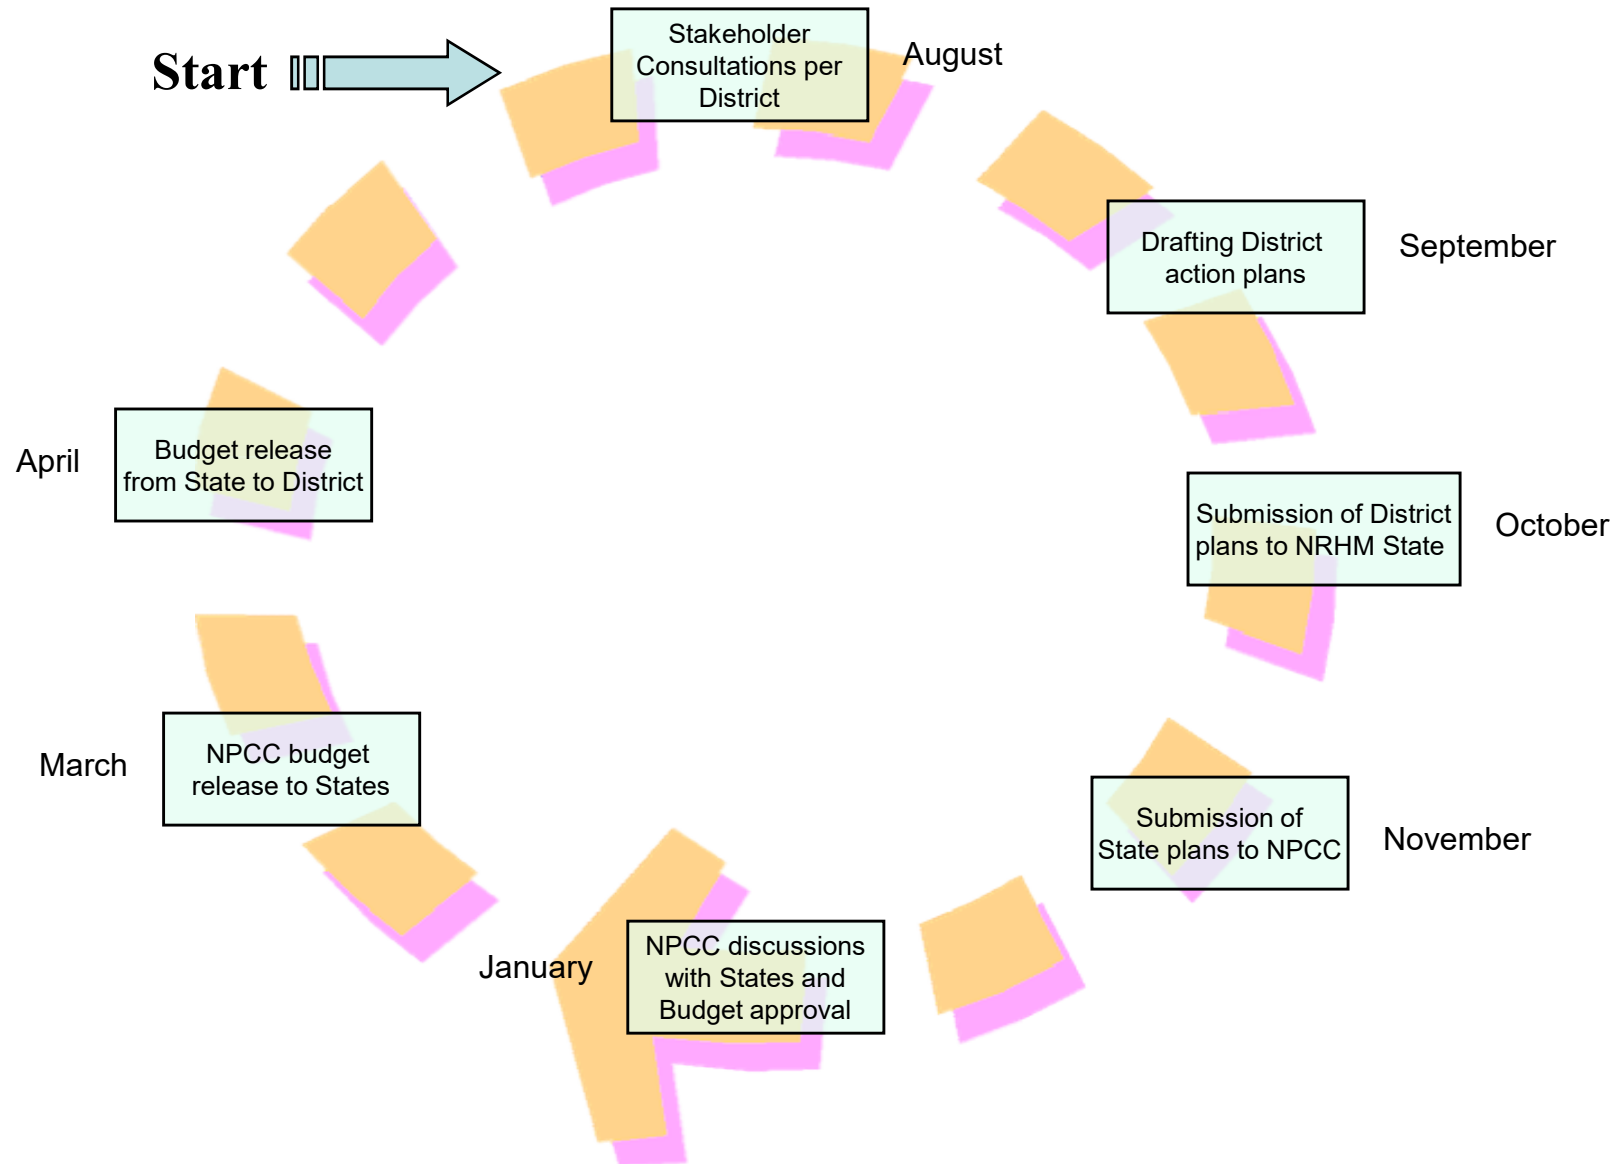 Start
Stakeholder
Consultations per
District
August
Drafting District
action plans
September
Submission of District
plans to NRHM State
October
Submission of
State plans to NPCC
November
NPCC discussions
with States and
Budget approval
January
NPCC budget
release to States
March
Budget release
from State to District
April